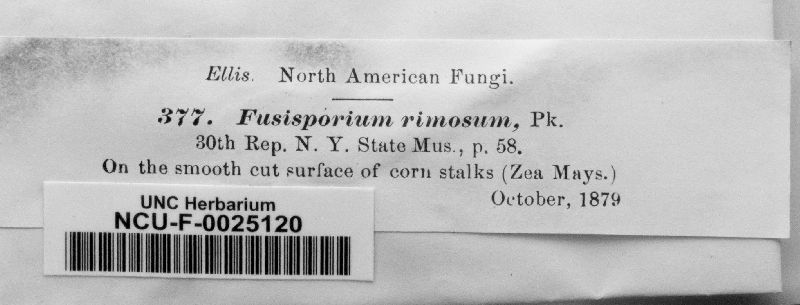 Ellis. North American Fungi.
377. Fusisporium rimosum, Pk.
30th Rep. N. Y. State Mus., p. 58.
On the smooth cut surface of corn stalks (Zea Mays.)
October, 1879
UNC Herbarium
NCU-F-0025120